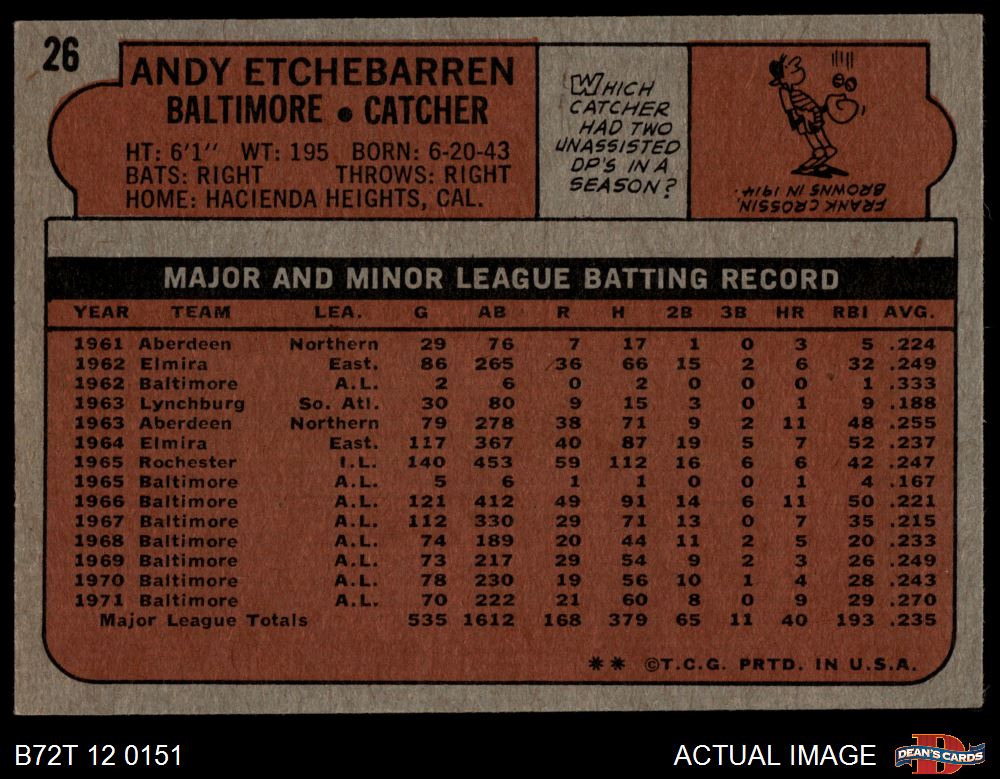 26
ANDY ETCHEBARREN
BALTIMORE • CATCHER
HT: 6'1" WT: 195 BORN: 6-20-43
BATS: RIGHT THROWS: RIGHT
HOME: HACIENDA HEIGHTS, CAL.
WHICH
CATCHER
HAD TWO
UNASSISTED
DP'S IN A
SEASON?
FRANK CROSSIN,
BROWNS IN 1914.
MAJOR AND MINOR LEAGUE BATTING RECORD
YEAR TEAM LEA. G AB R H 2B 3B HR RBI AVG.
1961 Aberdeen Northern 29 76 7 17 1 0 3 5 .224
1962 Elmira East. 86 265 36 66 15 2 6 32 .249
1962 Baltimore A.L. 2 6 0 2 0 0 0 1 .333
1963 Lynchburg So. Atl. 30 80 9 15 3 0 1 9 .188
1963 Aberdeen Northern 79 278 38 71 9 2 11 48 .255
1964 Elmira East. 117 367 40 87 19 5 7 52 .237
1965 Rochester I.L. 140 453 59 112 16 6 6 42 .247
1965 Baltimore A.L. 5 6 1 1 0 0 1 4 .167
1966 Baltimore A.L. 121 412 49 91 14 6 11 50 .221
1967 Baltimore A.L. 112 330 29 71 13 0 7 35 .215
1968 Baltimore A.L. 74 189 20 44 11 2 5 20 .233
1969 Baltimore A.L. 73 217 29 54 9 2 3 26 .249
1970 Baltimore A.L. 78 230 19 56 10 1 4 28 .243
1971 Baltimore A.L. 70 222 21 60 8 0 9 29 .270
Major League Totals 535 1612 168 379 65 11 40 193 .235
** ©T.C.G. PRTD. IN U.S.A.
B72T 12 0151
ACTUAL IMAGE
DEAN'S CARDS